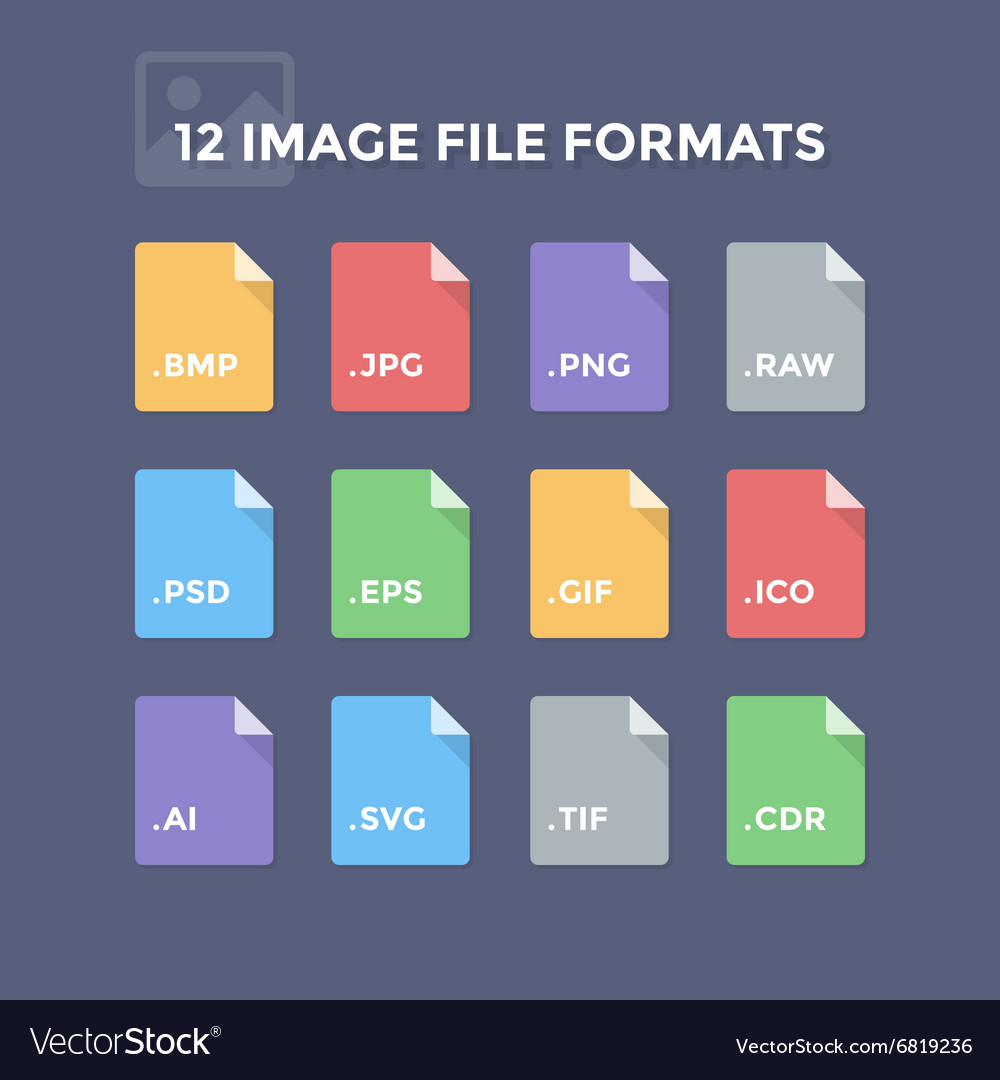 12 IMAGE FILE FORMATS
.BMP .JPG .PNG .RAW
.PSD .EPS .GIF .ICO
.AI .SVG .TIF .CDR
VectorStock® VectorStock.com/6819236